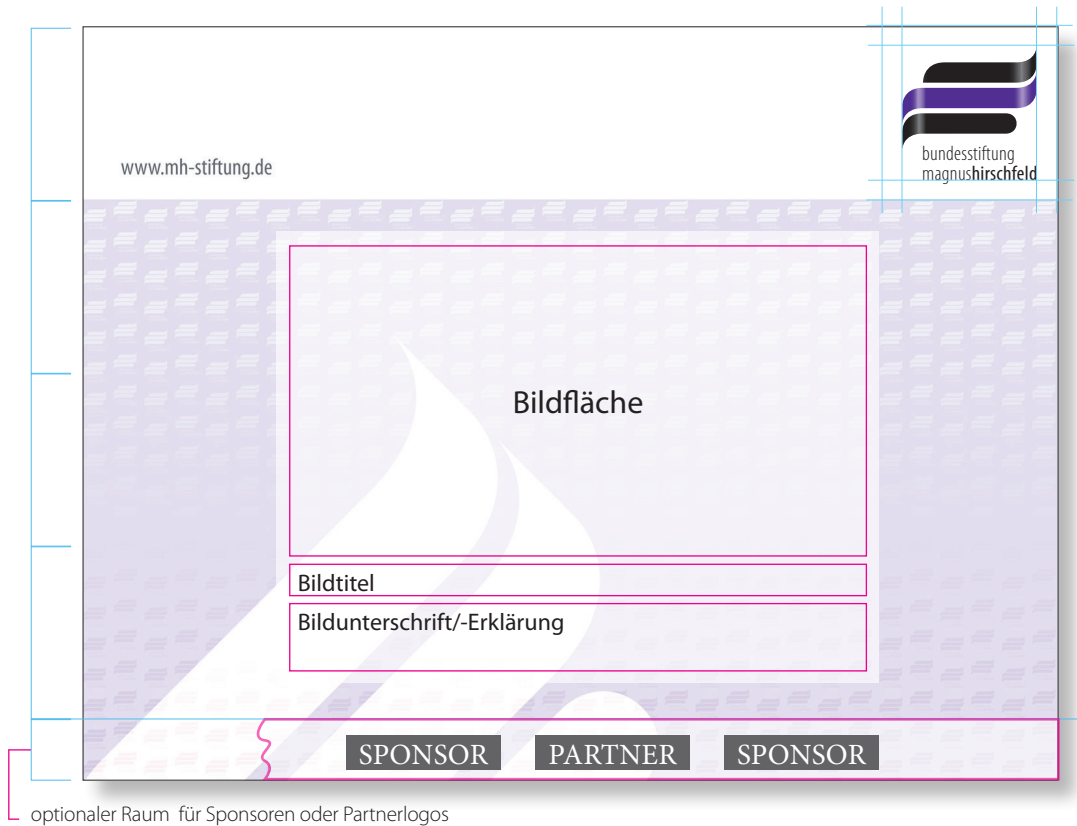 www.mh-stiftung.de
bundesstiftung
magnushirschfeld
Bildfläche
Bildtitel
Bildunterschrift/-Erklärung
SPONSOR PARTNER SPONSOR
optionaler Raum für Sponsoren oder Partnerlogos